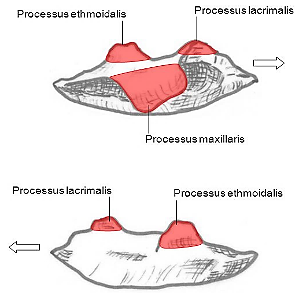 Processus ethmoidalis
Processus lacrimalis
Processus maxillaris
Processus lacrimalis
Processus ethmoidalis